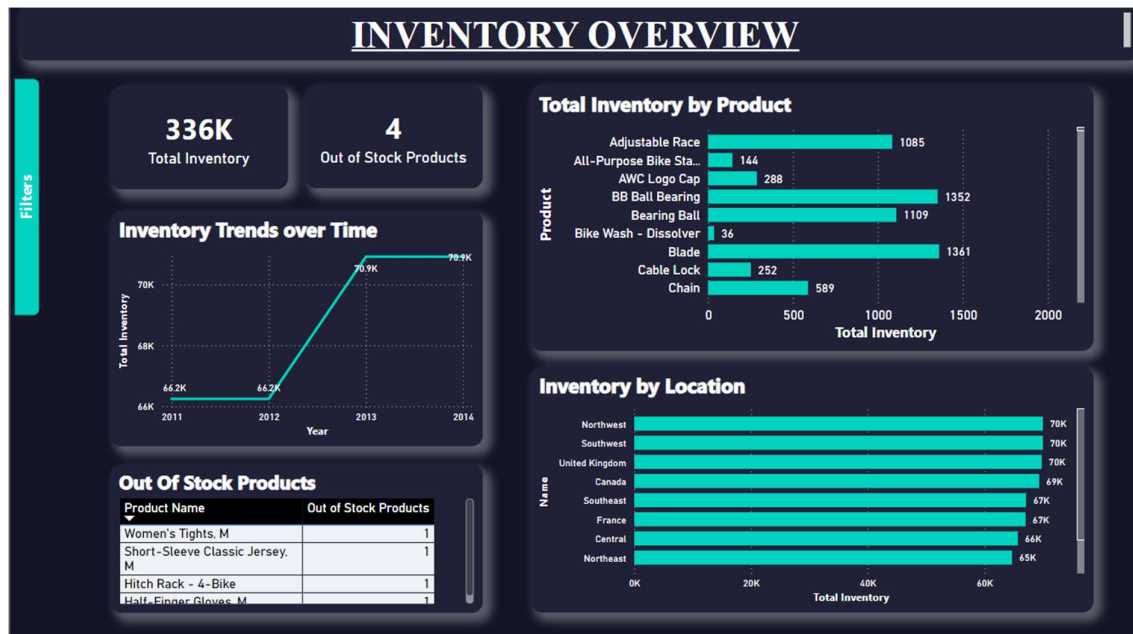 INVENTORY OVERVIEW
Filters
336K
Total Inventory
4
Out of Stock Products
Inventory Trends over Time
Total Inventory
70K
68K
66K
66.2K
66.2K
70.9K
70.9K
2011
2012
2013
2014
Year
Out Of Stock Products
Product Name
Out of Stock Products
Women's Tights, M
1
Short-Sleeve Classic Jersey,
M
1
Hitch Rack - 4-Bike
1
Half-Finger Gloves, M
1
Total Inventory by Product
Product
Adjustable Race
1085
All-Purpose Bike Sta...
144
AWC Logo Cap
288
BB Ball Bearing
1352
Bearing Ball
1109
Bike Wash - Dissolver
36
Blade
1361
Cable Lock
252
Chain
589
0
500
1000
1500
2000
Total Inventory
Inventory by Location
Name
Northwest
70K
Southwest
70K
United Kingdom
70K
Canada
69K
Southeast
67K
France
67K
Central
66K
Northeast
65K
0K
20K
40K
60K
Total Inventory